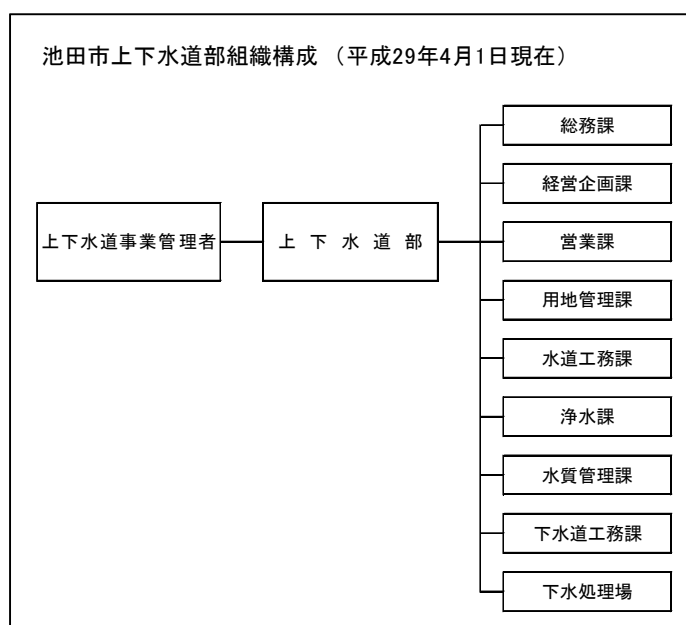 池田市上下水道部組織構成 （平成29年4月1日現在）
総務課
経営企画課
上下水道事業管理者
上 下 水 道 部
営業課
用地管理課
水道工務課
浄水課
水質管理課
下水道工務課
下水処理場